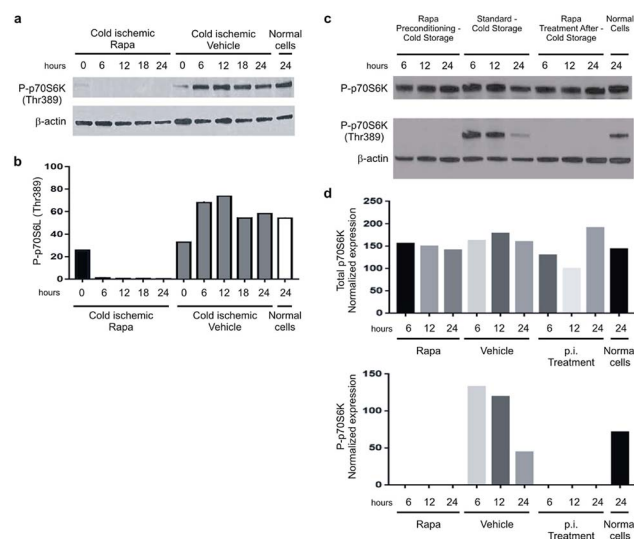 a
Cold ischemic
Rapa
Cold ischemic
Vehicle
Normal
cells
hours 0 6 12 18 24 0 6 12 18 24 24
P-p70S6K
(Thr389)
β-actin
b
P-p70S6L (Thr389)
100
80
60
40
20
0
hours 0 6 12 18 24 0 6 12 18 24 24
Cold ischemic
Rapa
Cold ischemic
Vehicle
Normal
cells
c
Rapa
Preconditioning -
Cold Storage
Standard -
Cold Storage
Rapa
Treatment After -
Cold Storage
Normal
Cells
hours 6 12 24 6 12 24 6 12 24 24
P-p70S6K
P-p70S6K
(Thr389)
β-actin
d
Total p70S6K
Normalized expression
250
200
150
100
50
0
hours 6 12 24 6 12 24 6 12 24 24
Rapa Vehicle p.i.
Treatment
Normal
cells
P-p70S6K
Normalized expression
150
100
50
0
hours 6 12 24 6 12 24 6 12 24 24
Rapa Vehicle p.i.
Treatment
Normal
cells